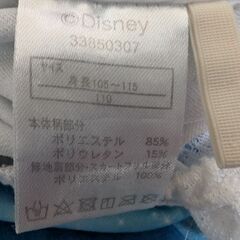 ©Disney
33850307
サイズ
身長105～115
110
本体柄部分
ポリエステル 85%
ポリウレタン 15%
ポリエステル 100%